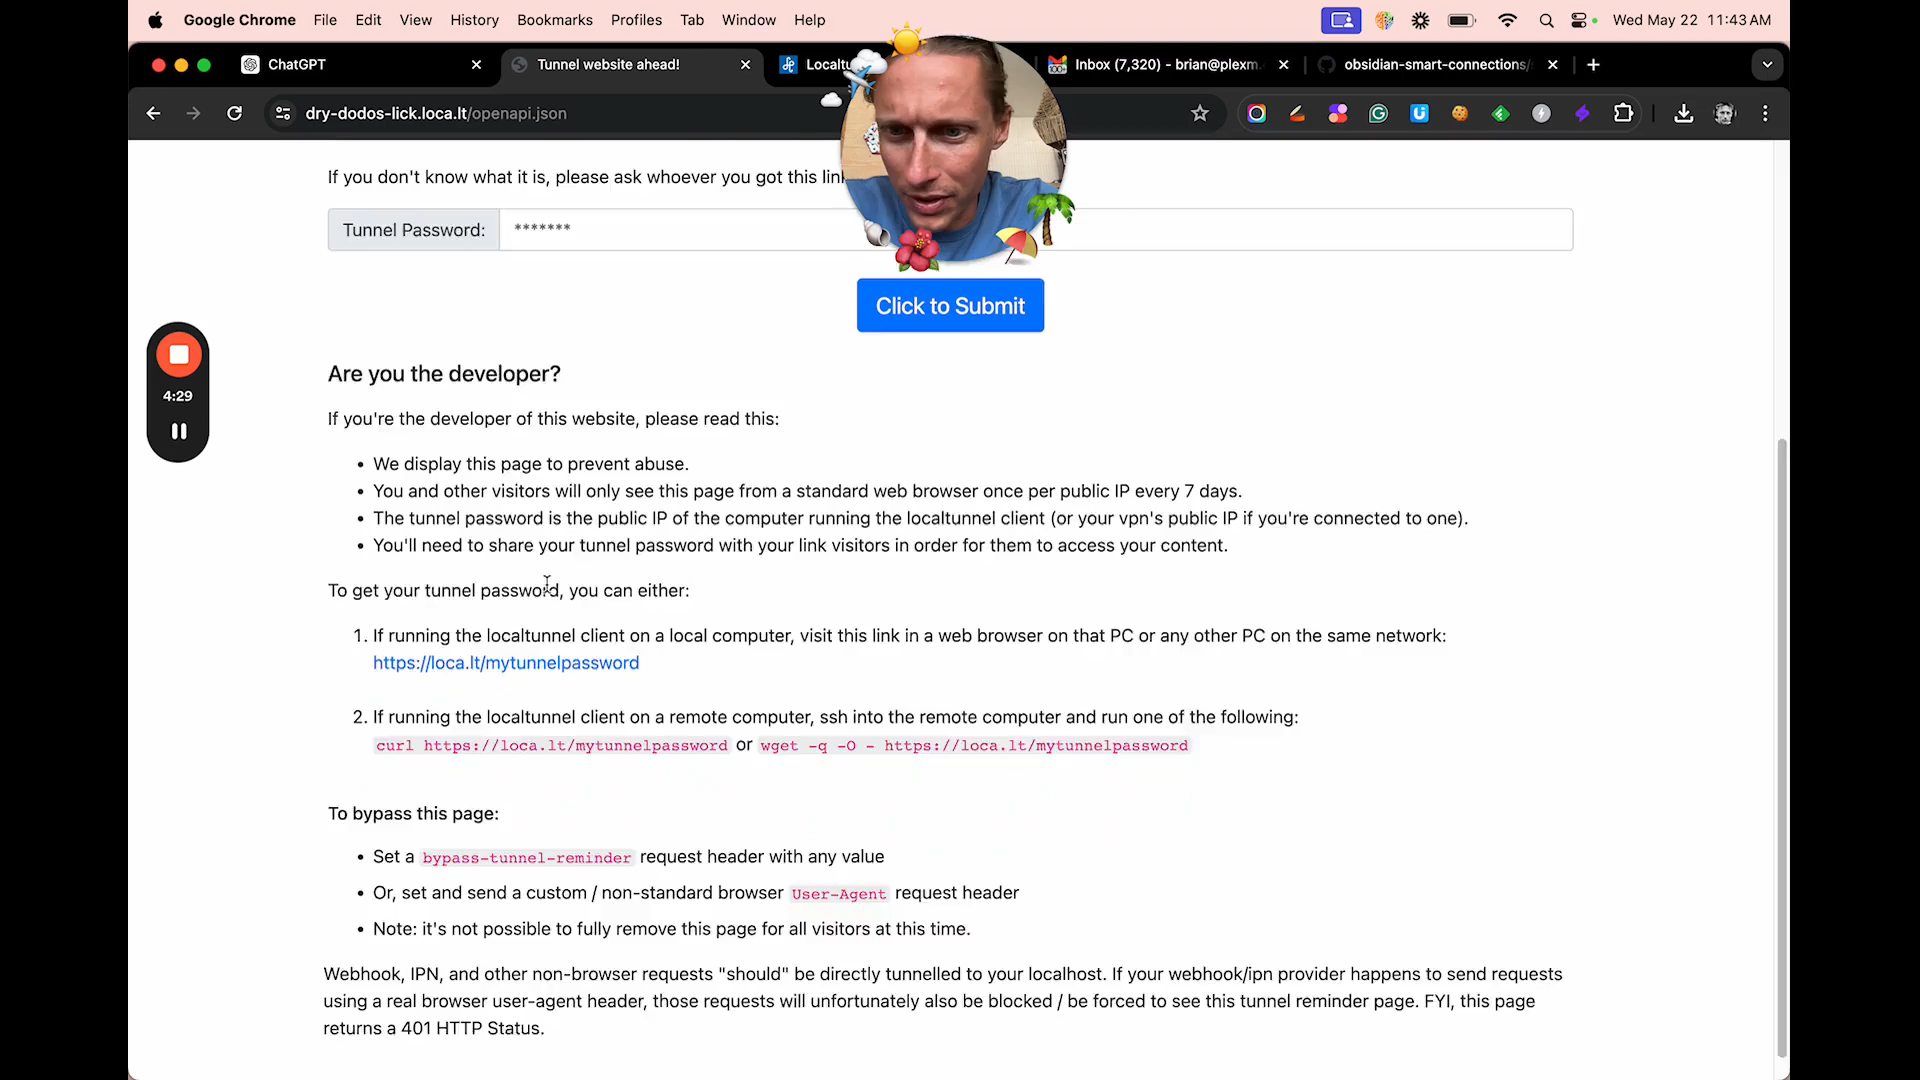 Google Chrome File Edit View History Bookmarks Profiles Tab Window Help Wed May 22 11:43 AM
ChatGPT Tunnel website ahead! Localtu Inbox (7,320) - brian@plexm. obsidian-smart-connections/
dry-dodos-lick.loca.lt/openapi.json
If you don't know what it is, please ask whoever you got this link
Tunnel Password: *******
Click to Submit
4:29
Are you the developer?
If you're the developer of this website, please read this:
• We display this page to prevent abuse.
• You and other visitors will only see this page from a standard web browser once per public IP every 7 days.
• The tunnel password is the public IP of the computer running the localtunnel client (or your vpn's public IP if you're connected to one).
• You'll need to share your tunnel password with your link visitors in order for them to access your content.
To get your tunnel password, you can either:
1. If running the localtunnel client on a local computer, visit this link in a web browser on that PC or any other PC on the same network:
https://loca.lt/mytunnelpassword
2. If running the localtunnel client on a remote computer, ssh into the remote computer and run one of the following:
curl https://loca.lt/mytunnelpassword or wget -q -O - https://loca.lt/mytunnelpassword
To bypass this page:
• Set a bypass-tunnel-reminder request header with any value
• Or, set and send a custom / non-standard browser User-Agent request header
• Note: it's not possible to fully remove this page for all visitors at this time.
Webhook, IPN, and other non-browser requests "should" be directly tunnelled to your localhost. If your webhook/ipn provider happens to send requests
using a real browser user-agent header, those requests will unfortunately also be blocked / be forced to see this tunnel reminder page. FYI, this page
returns a 401 HTTP Status.